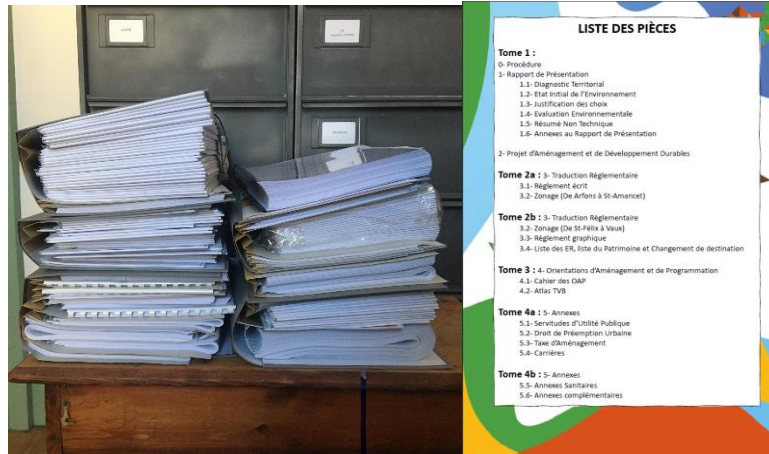 LISTE DES PIÈCES
Tome 1 :
0- Procédure
1- Rapport de Présentation
1.1- Diagnostic Territorial
1.2- Etat Initial de l'Environnement
1.3- Justification des choix
1.4- Evaluation Environnementale
1.5- Résumé Non Technique
1.6- Annexes au Rapport de Présentation
2- Projet d'Aménagement et de Développement Durables
Tome 2a : 3- Traduction Règlementaire
3.1- Règlement écrit
3.2- Zonage (De Arfons à St-Amancet)
Tome 2b : 3- Traduction Règlementaire
3.2- Zonage (De St-Félix à Vaux)
3.3- Règlement graphique
3.4- Liste des ER, liste du Patrimoine et Changement de destination
Tome 3 : 4- Orientations d'Aménagement et de Programmation
4.1- Cahier des OAP
4.2- Atlas TVB
Tome 4a : 5- Annexes
5.1- Servitudes d'Utilité Publique
5.2- Droit de Préemption Urbaine
5.3- Taxe d'Aménagement
5.4- Carrières
Tome 4b : 5- Annexes
5.5- Annexes Sanitaires
5.6- Annexes complémentaires